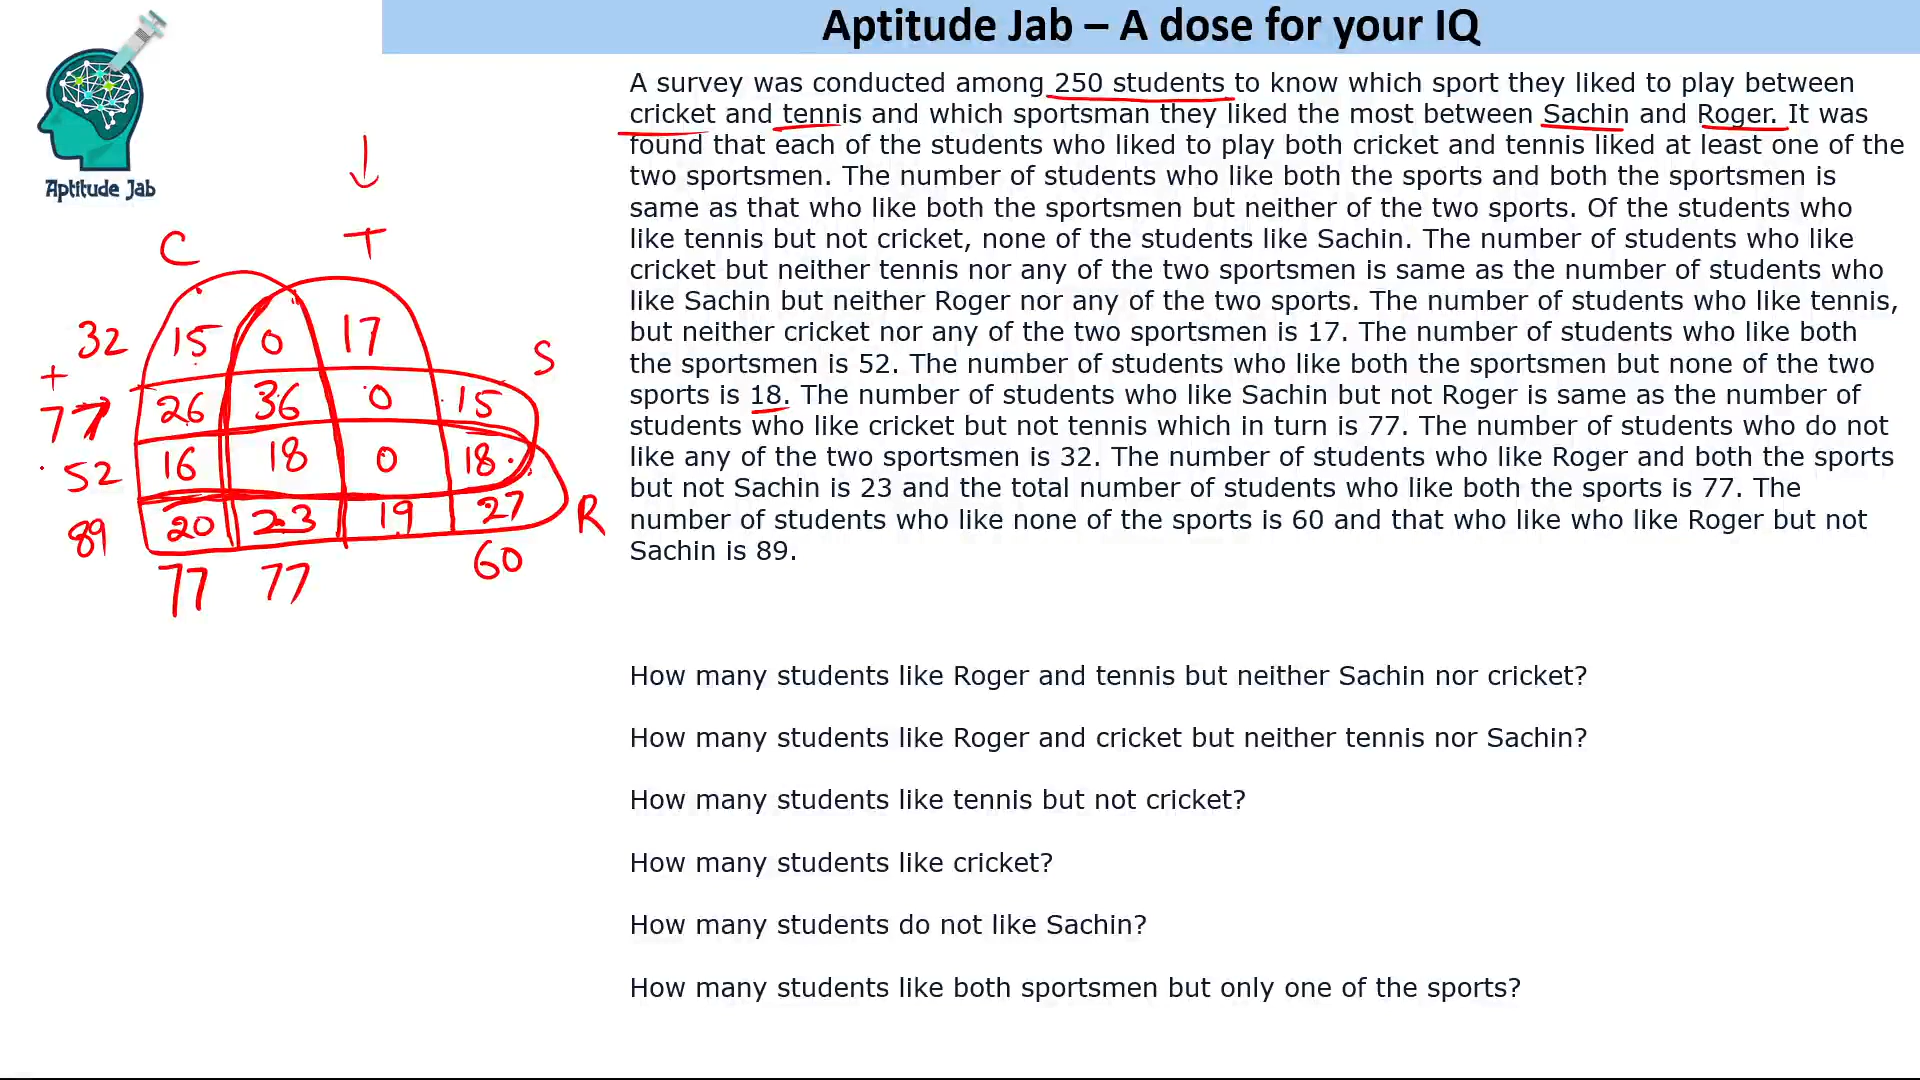 Aptitude Jab – A dose for your IQ
Aptitude Jab
A survey was conducted among 250 students to know which sport they liked to play between
cricket and tennis and which sportsman they liked the most between Sachin and Roger. It was
found that each of the students who liked to play both cricket and tennis liked at least one of the
two sportsmen. The number of students who like both the sports and both the sportsmen is
same as that who like both the sportsmen but neither of the two sports. Of the students who
like tennis but not cricket, none of the students like Sachin. The number of students who like
cricket but neither tennis nor any of the two sportsmen is same as the number of students who
like Sachin but neither Roger nor any of the two sports. The number of students who like tennis,
but neither cricket nor any of the two sportsmen is 17. The number of students who like both
the sportsmen is 52. The number of students who like both the sportsmen but none of the two
sports is 18. The number of students who like Sachin but not Roger is same as the number of
students who like cricket but not tennis which in turn is 77. The number of students who do not
like any of the two sportsmen is 32. The number of students who like Roger and both the sports
but not Sachin is 23 and the total number of students who like both the sports is 77. The
number of students who like none of the sports is 60 and that who like who like Roger but not
Sachin is 89.
C T
32 15 0 17
S
+
77 26 36 0 15
52 16 18 0 18
89 20 23 19 27 R
77 77 60
How many students like Roger and tennis but neither Sachin nor cricket?
How many students like Roger and cricket but neither tennis nor Sachin?
How many students like tennis but not cricket?
How many students like cricket?
How many students do not like Sachin?
How many students like both sportsmen but only one of the sports?